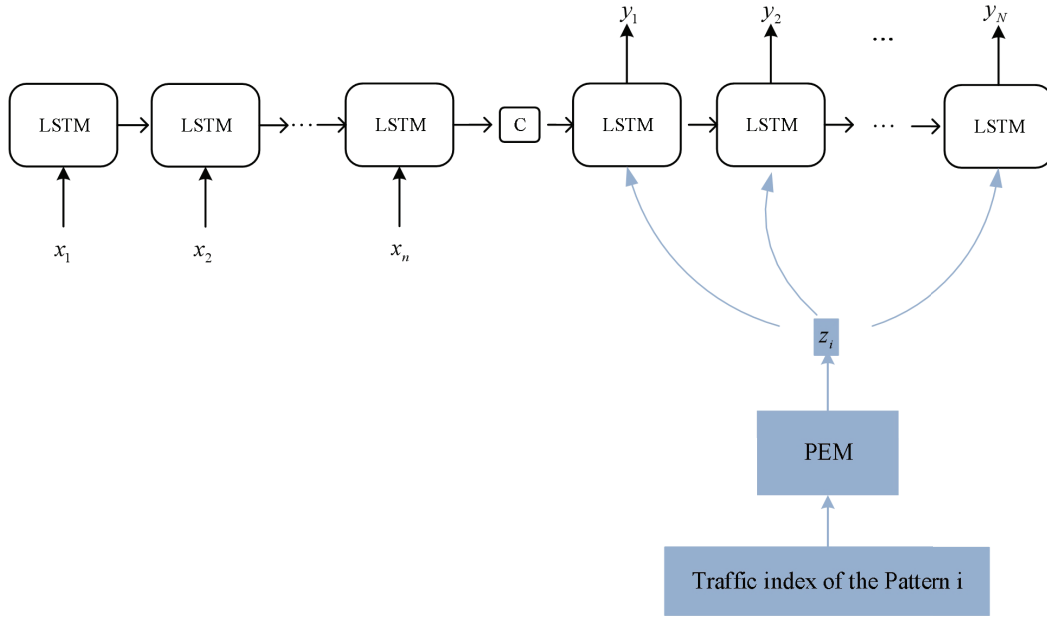 y1 y2 ... yN
LSTM LSTM ... LSTM C LSTM LSTM ... LSTM
x1 x2 xn
zi
PEM
Traffic index of the Pattern i